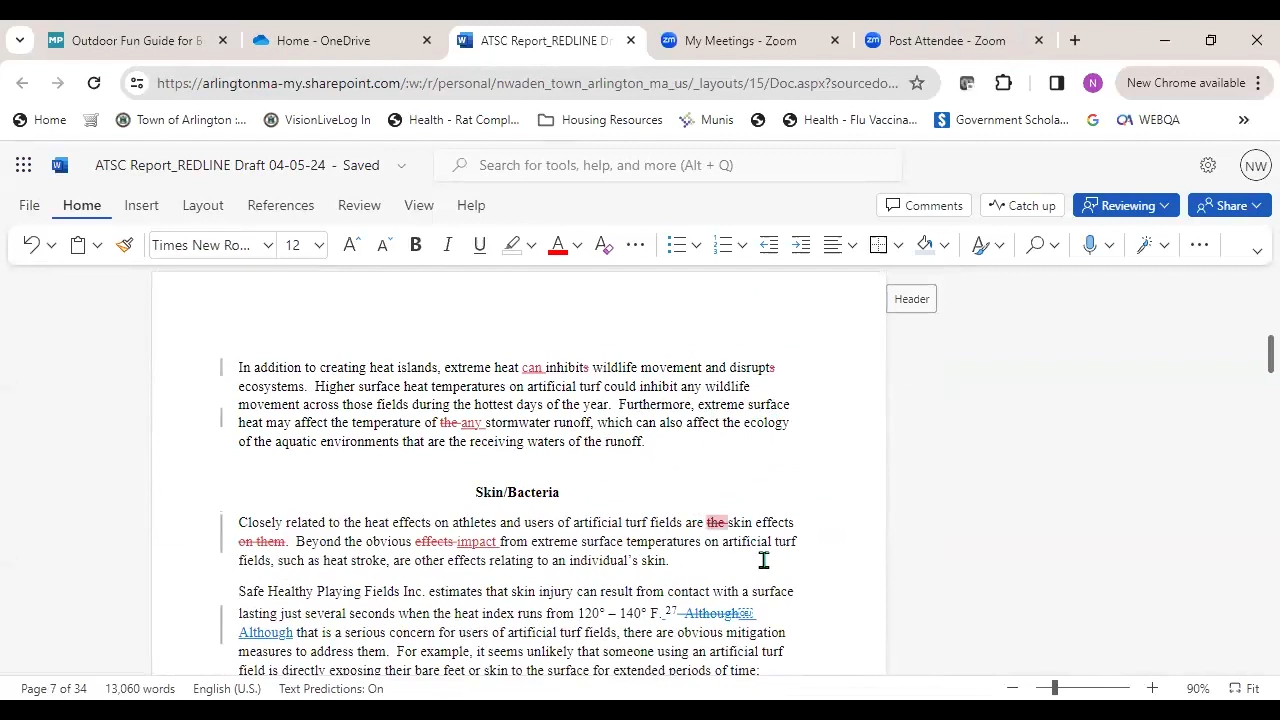 Outdoor Fun Guide for B
Home - OneDrive
ATSC Report_REDLINE Dr
My Meetings - Zoom
Post Attendee - Zoom
https://arlingtonma-my.sharepoint.com/:w:/r/personal/nwaden_town_arlington_ma_us/_layouts/15/Doc.aspx?sourcedo...
N
New Chrome available
Home
Town of Arlington :...
VisionLiveLog In
Health - Rat Compl...
Housing Resources
Munis
Health - Flu Vaccina...
Government Schola...
WEBQA
ATSC Report_REDLINE Draft 04-05-24 - Saved
Search for tools, help, and more (Alt + Q)
NW
File Home Insert Layout References Review View Help
Comments Catch up Reviewing Share
Times New Ro... 12
Header
In addition to creating heat islands, extreme heat can inhibits wildlife movement and disrupts
ecosystems. Higher surface heat temperatures on artificial turf could inhibit any wildlife
movement across those fields during the hottest days of the year. Furthermore, extreme surface
heat may affect the temperature of the any stormwater runoff, which can also affect the ecology
of the aquatic environments that are the receiving waters of the runoff.
Skin/Bacteria
Closely related to the heat effects on athletes and users of artificial turf fields are the skin effects
on them. Beyond the obvious effects impact from extreme surface temperatures on artificial turf
fields, such as heat stroke, are other effects relating to an individual's skin.
Safe Healthy Playing Fields Inc. estimates that skin injury can result from contact with a surface
lasting just several seconds when the heat index runs from 120° – 140° F.27 Although
Although that is a serious concern for users of artificial turf fields, there are obvious mitigation
measures to address them. For example, it seems unlikely that someone using an artificial turf
field is directly exposing their bare feet or skin to the surface for extended periods of time;
Page 7 of 34 13,060 words English (U.S.) Text Predictions: On
90% Fit